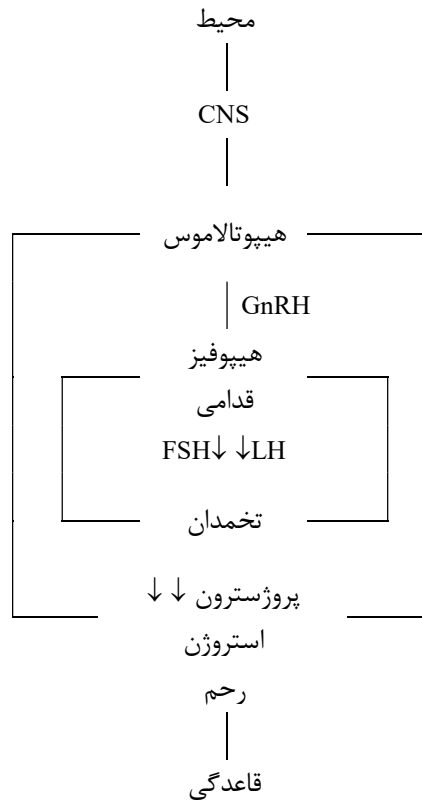 محیط
CNS
هیپوتالاموس
GnRH
هیپوفیز
قدامی
FSH↓ ↓LH
تخمدان
پروژسترون ↓ ↓
استروژن
رحم
قاعدگی